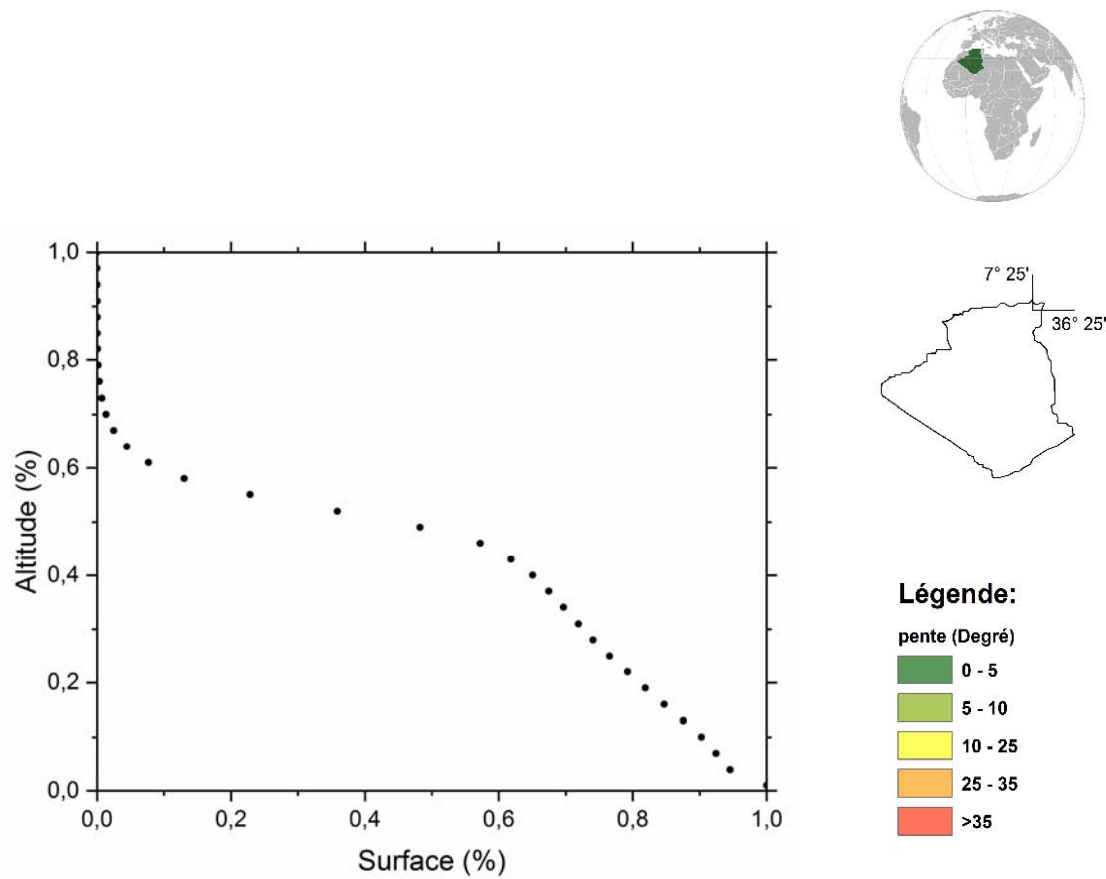 1,0
0,8
0,6
0,4
0,2
0,0
Altitude (%)
0,0 0,2 0,4 0,6 0,8 1,0
Surface (%)
7° 25'
36° 25'
Légende:
pente (Degré)
0 - 5
5 - 10
10 - 25
25 - 35
>35